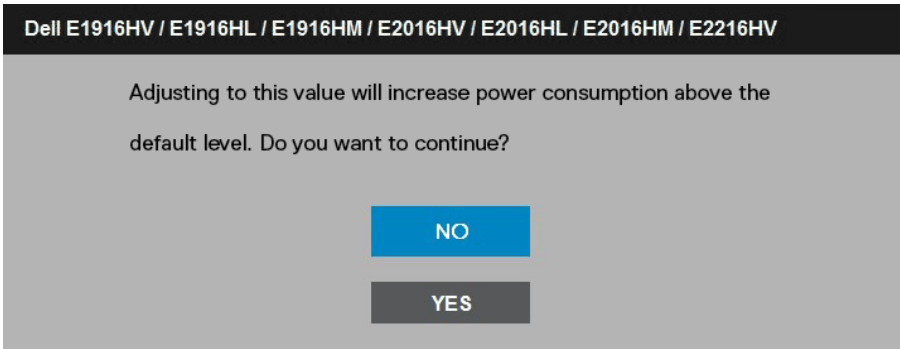 Dell E1916HV / E1916HL / E1916HM / E2016HV / E2016HL / E2016HM / E2216HV
Adjusting to this value will increase power consumption above the
default level. Do you want to continue?
NO
YES